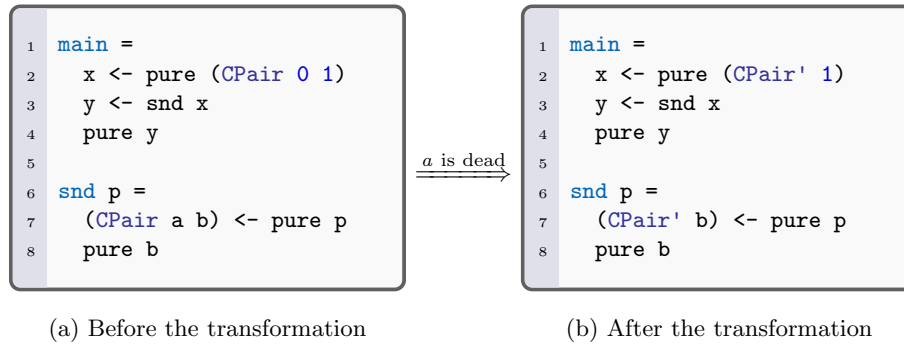 1 main =
2 x <- pure (CPair 0 1)
3 y <- snd x
4 pure y
5
6 snd p =
7 (CPair a b) <- pure p
8 pure b
a is dead
1 main =
2 x <- pure (CPair' 1)
3 y <- snd x
4 pure y
5
6 snd p =
7 (CPair' b) <- pure p
8 pure b
(a) Before the transformation
(b) After the transformation